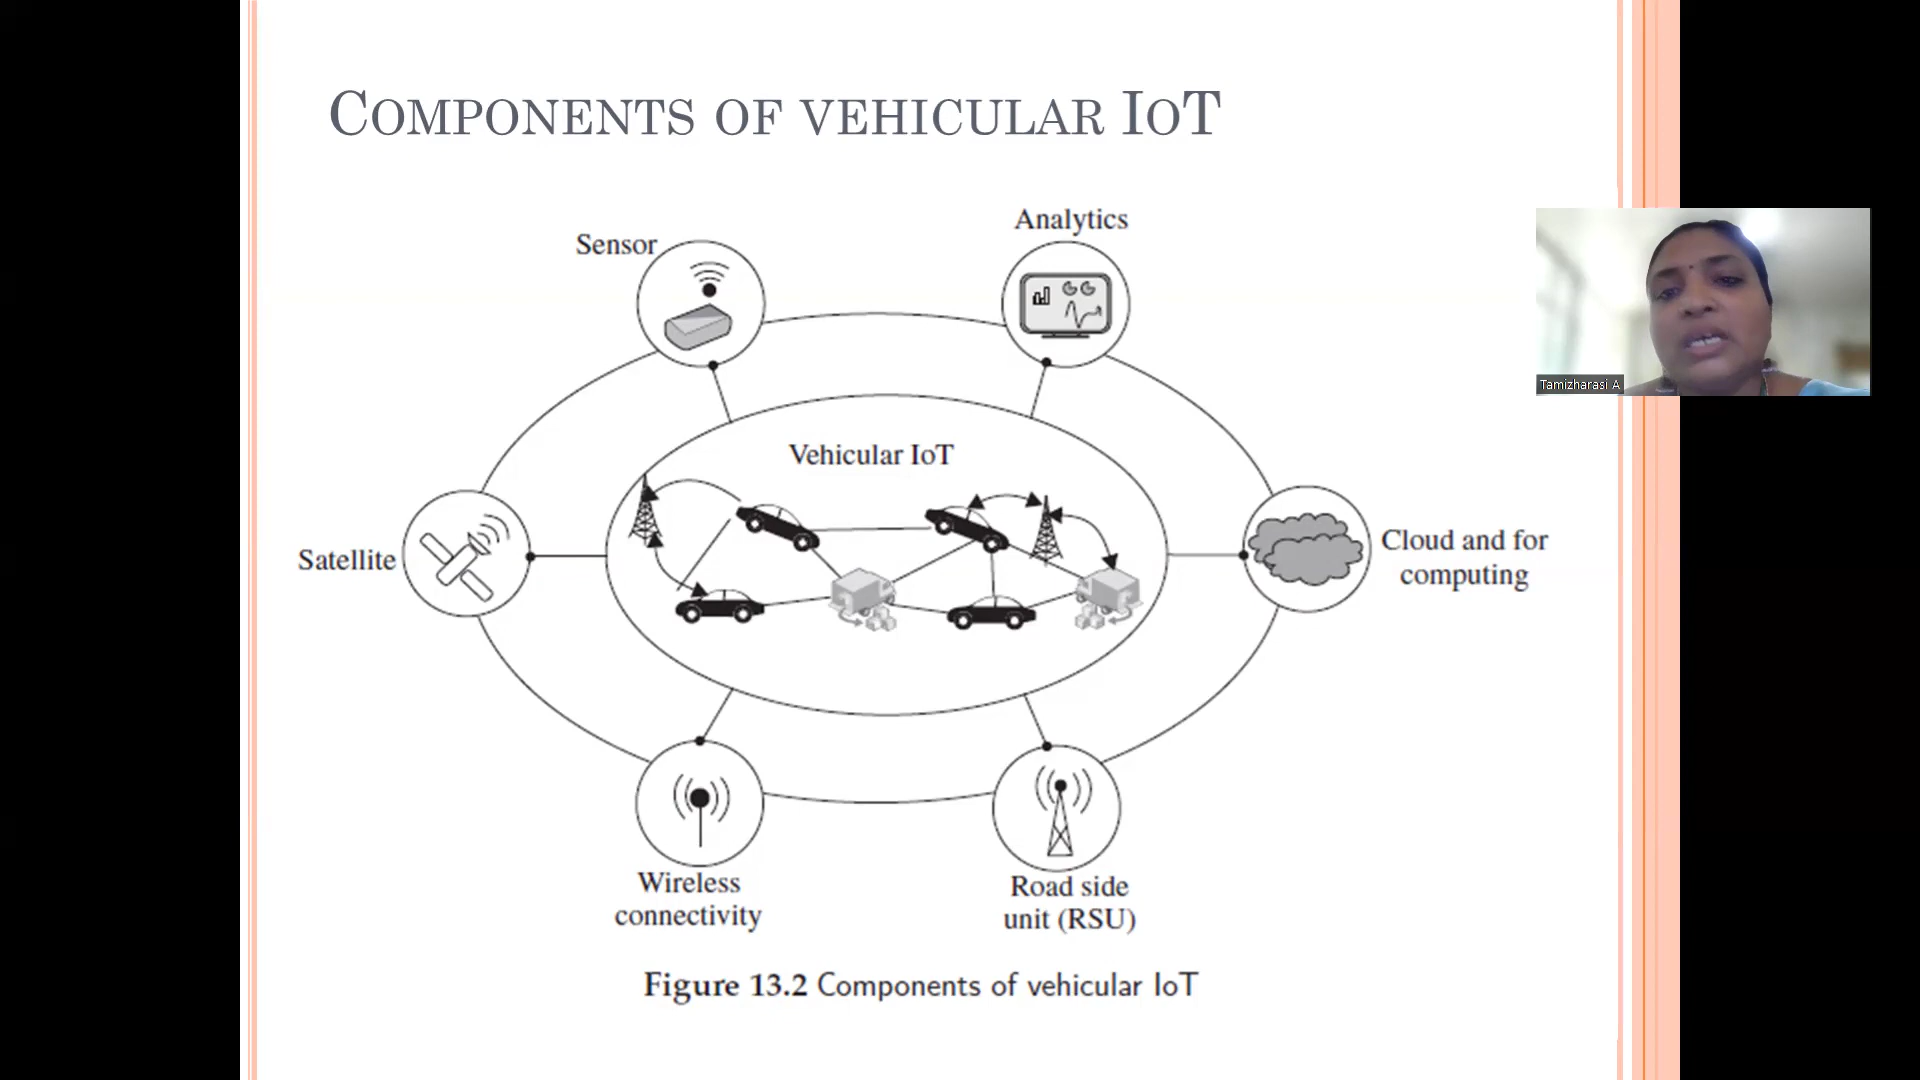 COMPONENTS OF VEHICULAR IOT
Analytics
Sensor
Tamizharasi A
Vehicular IoT
Satellite
Cloud and for
computing
Wireless
connectivity
Road side
unit (RSU)
Figure 13.2 Components of vehicular IoT